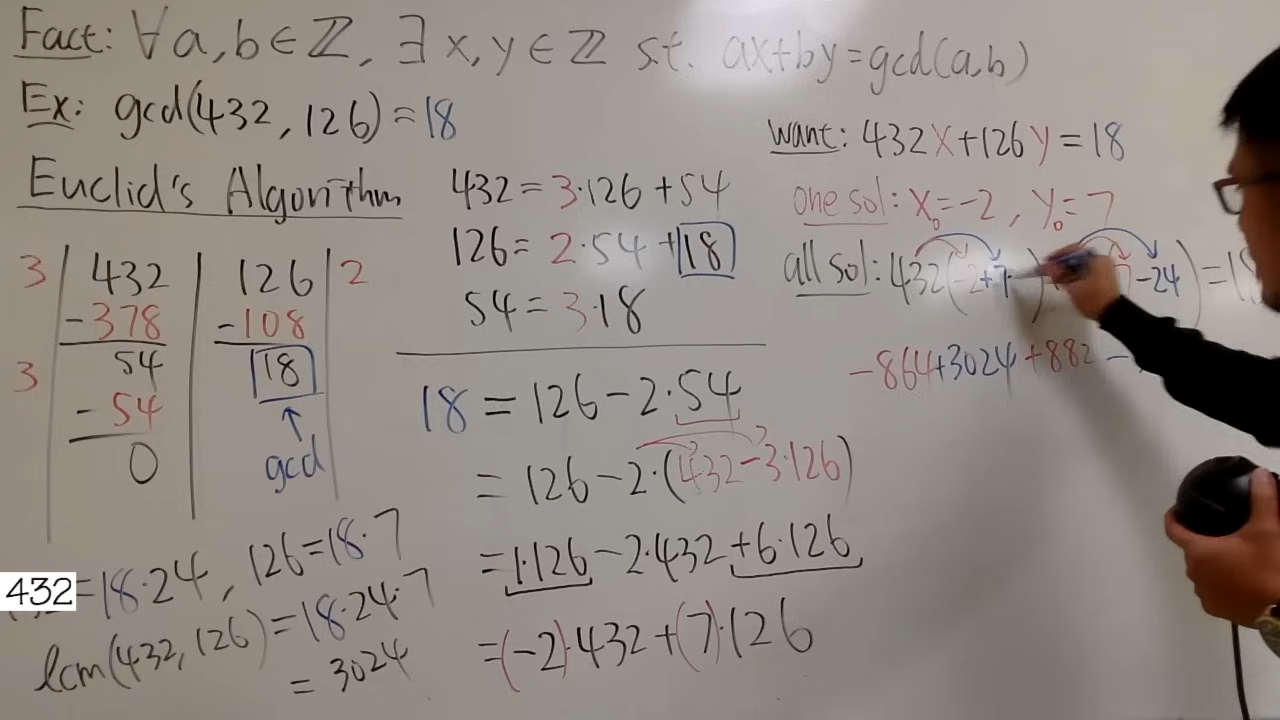 Fact: ∀ a, b ∈ ℤ, ∃ x, y ∈ ℤ s.t. ax+by=gcd(a,b)
Ex: gcd(432, 126) = 18
Euclid's Algorithm
3 | 432 | 126 | 2
-378 | -108
3 | 54 | 18
-54
0
gcd
432 = 18·24, 126 = 18·7
lcm(432, 126) = 18·24·7
= 3024
432 = 3·126 + 54
126 = 2·54 + 18
54 = 3·18
18 = 126 - 2·54
= 126 - 2·(432 - 3·126)
= 1·126 - 2·432 + 6·126
= (-2)·432 + (7)·126
want: 432x + 126y = 18
one sol: x₀ = -2, y₀ = 7
all sol: 432(-2+7· ) -24) = 18
-864+3024+882 -